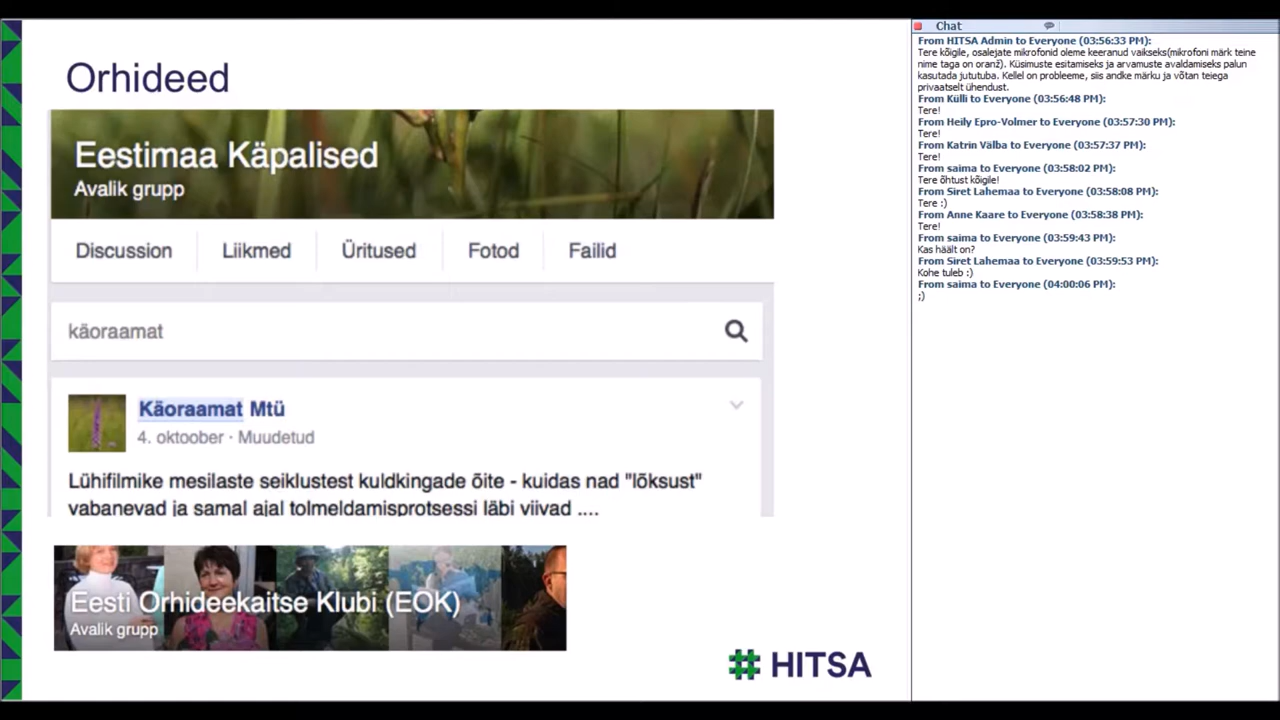 Orhideed
Eestimaa Käpalised
Avalik grupp
Discussion Liikmed Üritused Fotod Failid
käoraamat
Käoraamat Mtü
4. oktoober · Muudetud
Lühifilmike mesilaste seiklustest kuldkingade õite - kuidas nad "lõksust"
vabanevad ja samal ajal tolmeldamisprotsessi läbi viivad ....
Eesti Orhideekaitse Klubi (EOK)
Avalik grupp
HITSA
Chat
From HITSA Admin to Everyone (03:56:33 PM):
Tere kõigile, osalejate mikrofonid oleme keeranud vaikseks(mikrofoni märk teine
nime taga on oranž). Küsimuste esitamiseks ja arvamuste avaldamiseks palun
kasutada jututuba. Kellel on probleeme, siis andke märku ja võtan teiega
privaatselt ühendust.
From Külli to Everyone (03:56:48 PM):
Tere!
From Heily Epro-Volmer to Everyone (03:57:30 PM):
Tere!
From Katrin Välba to Everyone (03:57:37 PM):
Tere!
From saima to Everyone (03:58:02 PM):
Tere õhtust kõigile!
From Siret Lahemaa to Everyone (03:58:08 PM):
Tere :)
From Anne Kaare to Everyone (03:58:38 PM):
Tere!
From saima to Everyone (03:59:43 PM):
Kas häält on?
From Siret Lahemaa to Everyone (03:59:53 PM):
Kohe tuleb :)
From saima to Everyone (04:00:06 PM):
;)